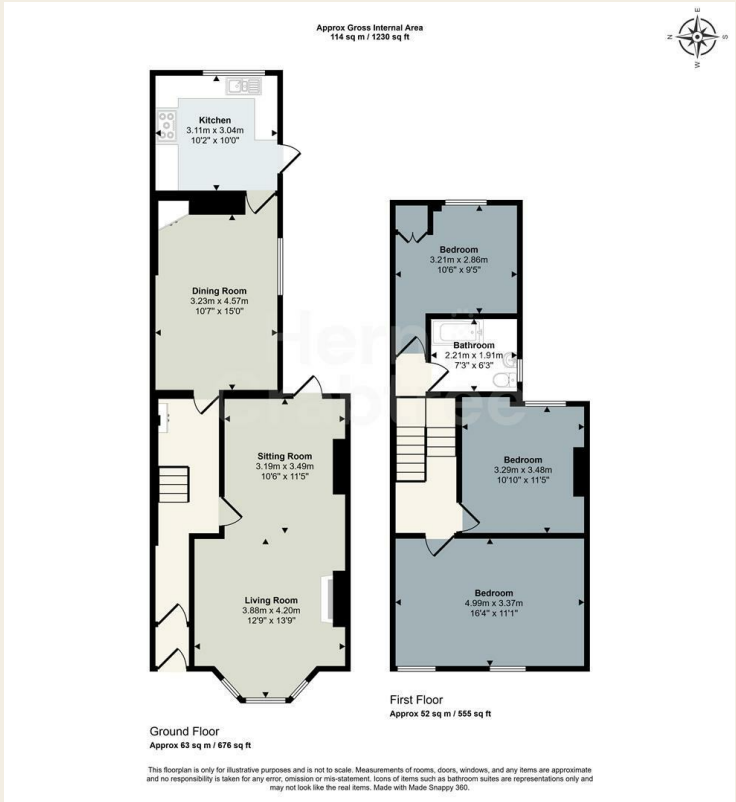 Approx Gross Internal Area
114 sq m / 1230 sq ft
E
N
S
W
Kitchen
3.11m x 3.04m
10'2" x 10'0"
Dining Room
3.23m x 4.57m
10'7" x 15'0"
Sitting Room
3.19m x 3.49m
10'6" x 11'5"
Living Room
3.88m x 4.20m
12'9" x 13'9"
Ground Floor
Approx 63 sq m / 676 sq ft
Bedroom
3.21m x 2.86m
10'6" x 9'5"
Bathroom
2.21m x 1.91m
7'3" x 6'3"
Bedroom
3.29m x 3.48m
10'10" x 11'5"
Bedroom
4.99m x 3.37m
16'4" x 11'1"
First Floor
Approx 52 sq m / 555 sq ft
This floorplan is only for illustrative purposes and is not to scale. Measurements of rooms, doors, windows, and any items are approximate
and no responsibility is taken for any error, omission or mis-statement. Icons of items such as bathroom suites are representations only and
may not look like the real items. Made with Made Snappy 360.